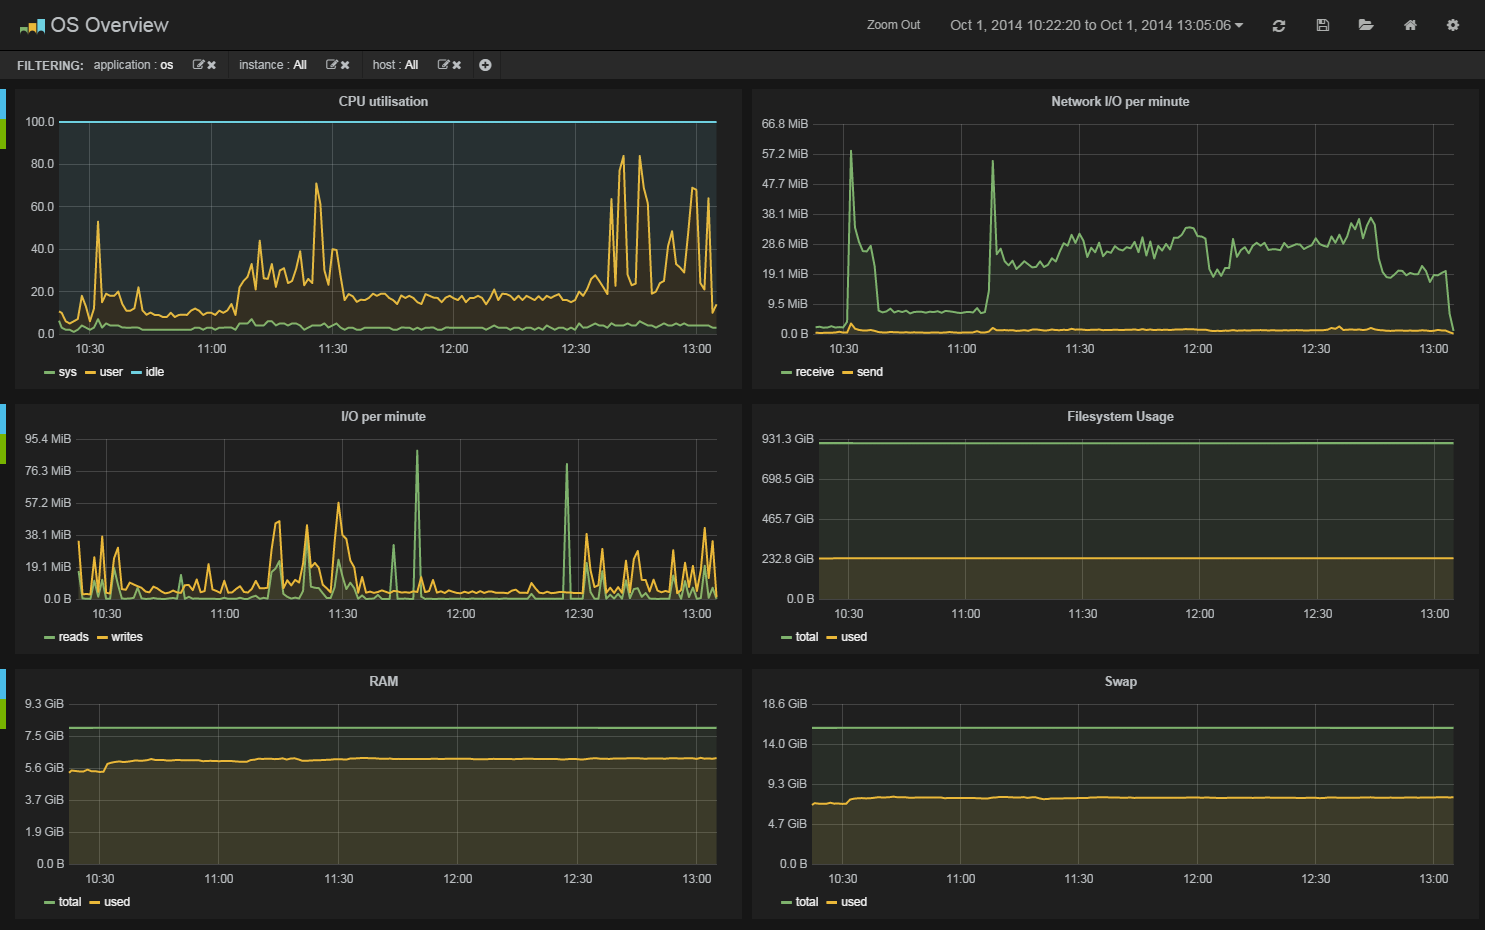 OS Overview
Zoom Out Oct 1, 2014 10:22:20 to Oct 1, 2014 13:05:06
FILTERING: application : os instance : All host : All
CPU utilisation
100.0
80.0
60.0
40.0
20.0
0.0
10:30 11:00 11:30 12:00 12:30 13:00
sys user idle
Network I/O per minute
66.8 MiB
57.2 MiB
47.7 MiB
38.1 MiB
28.6 MiB
19.1 MiB
9.5 MiB
0.0 B
10:30 11:00 11:30 12:00 12:30 13:00
receive send
I/O per minute
95.4 MiB
76.3 MiB
57.2 MiB
38.1 MiB
19.1 MiB
0.0 B
10:30 11:00 11:30 12:00 12:30 13:00
reads writes
Filesystem Usage
931.3 GiB
698.5 GiB
465.7 GiB
232.8 GiB
0.0 B
10:30 11:00 11:30 12:00 12:30 13:00
total used
RAM
9.3 GiB
7.5 GiB
5.6 GiB
3.7 GiB
1.9 GiB
0.0 B
10:30 11:00 11:30 12:00 12:30 13:00
total used
Swap
18.6 GiB
14.0 GiB
9.3 GiB
4.7 GiB
0.0 B
10:30 11:00 11:30 12:00 12:30 13:00
total used